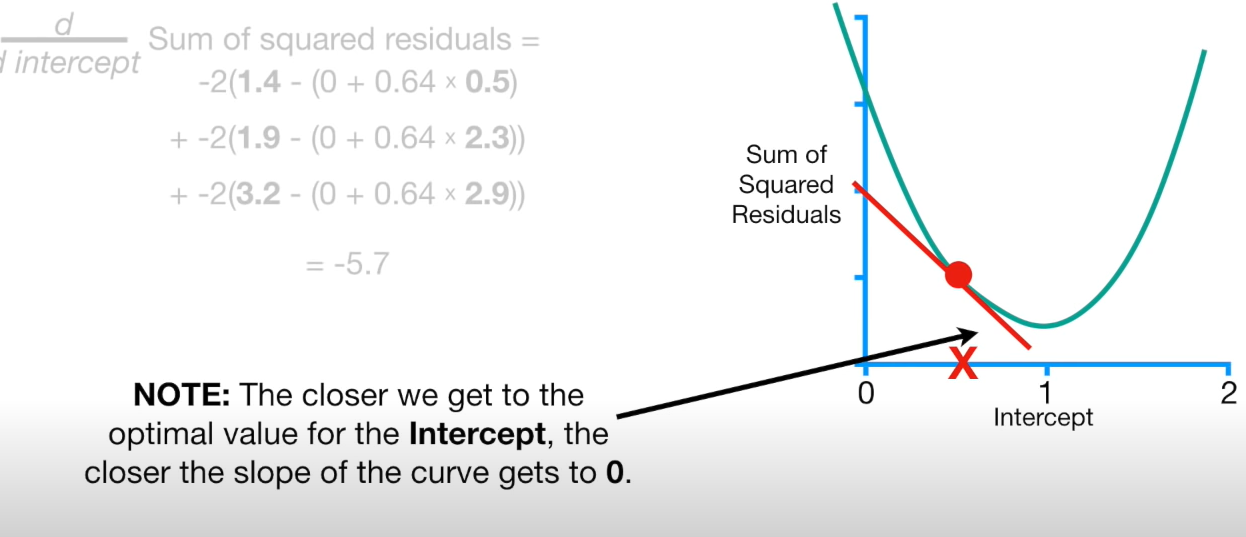 d
d intercept
Sum of squared residuals =
-2(1.4 - (0 + 0.64 × 0.5)
+ -2(1.9 - (0 + 0.64 × 2.3))
+ -2(3.2 - (0 + 0.64 × 2.9))
= -5.7
NOTE: The closer we get to the
optimal value for the Intercept, the
closer the slope of the curve gets to 0.
Sum of
Squared
Residuals
X
0 1 2
Intercept